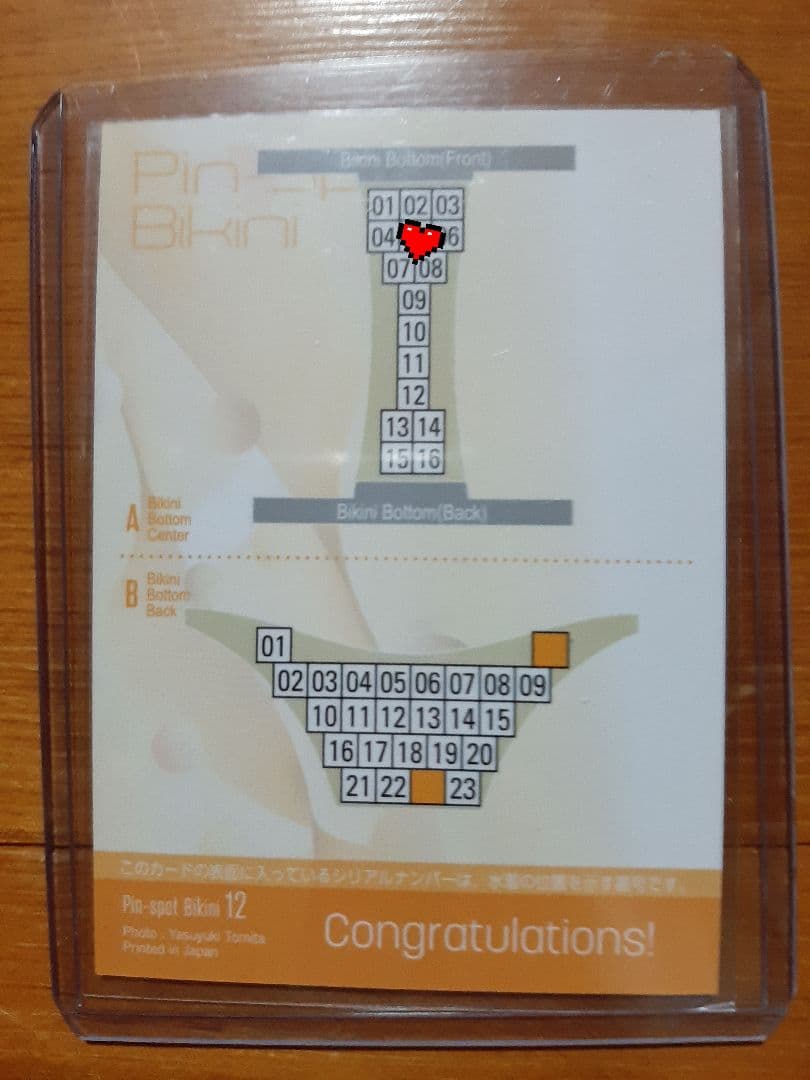 Pin
Bikini
Bikini Bottom(Front)
01 02 03
04
07 08
09
10
11
12
13 14
15 16
Bikini Bottom(Back)
A Bikini
Bottom
Center
B Bikini
Bottom
Back
01
02 03 04 05 06 07 08 09
10 11 12 13 14 15
16 17 18 19 20
21 22 23
このカードの表面に入っているシリアルナンバーは、水着の位置を示す番号です。
Pin-spot Bikini 12
Photo . Yasuyuki Tomita
Printed in Japan
Congratulations!